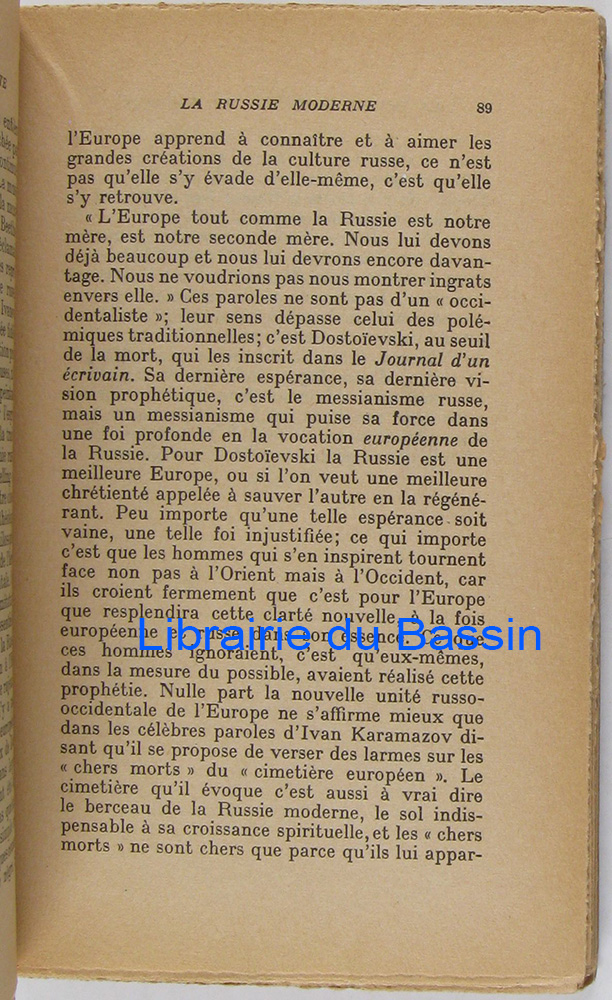 LA RUSSIE MODERNE 89
l'Europe apprend à connaître et à aimer les
grandes créations de la culture russe, ce n'est
pas qu'elle s'y évade d'elle-même, c'est qu'elle
s'y retrouve.
« L'Europe tout comme la Russie est notre
mère, est notre seconde mère. Nous lui devons
déjà beaucoup et nous lui devrons encore davan-
tage. Nous ne voudrions pas nous montrer ingrats
envers elle. » Ces paroles ne sont pas d'un « occi-
dentaliste »; leur sens dépasse celui des polé-
miques traditionnelles; c'est Dostoïevski, au seuil
de la mort, qui les inscrit dans le Journal d'un
écrivain. Sa dernière espérance, sa dernière vi-
sion prophétique, c'est le messianisme russe,
mais un messianisme qui puise sa force dans
une foi profonde en la vocation européenne de
la Russie. Pour Dostoïevski la Russie est une
meilleure Europe, ou si l'on veut une meilleure
chrétienté appelée à sauver l'autre en la régéné-
rant. Peu importe qu'une telle espérance soit
vaine, une telle foi injustifiée; ce qui importe
c'est que les hommes qui s'en inspirent tournent
face non pas à l'Orient mais à l'Occident, car
ils croient fermement que c'est pour l'Europe
que resplendira cette clarté nouvelle, à la fois
européenne et russe dans son essence. Ce que
Librairie du Bassin
ces hommes ignoraient, c'est qu'eux-mêmes,
dans la mesure du possible, avaient réalisé cette
prophétie. Nulle part la nouvelle unité russo-
occidentale de l'Europe ne s'affirme mieux que
dans les célèbres paroles d'Ivan Karamazov di-
sant qu'il se propose de verser des larmes sur les
« chers morts » du « cimetière européen ». Le
cimetière qu'il évoque c'est aussi à vrai dire
le berceau de la Russie moderne, le sol indis-
pensable à sa croissance spirituelle, et les « chers
morts » ne sont chers que parce qu'ils lui appar-